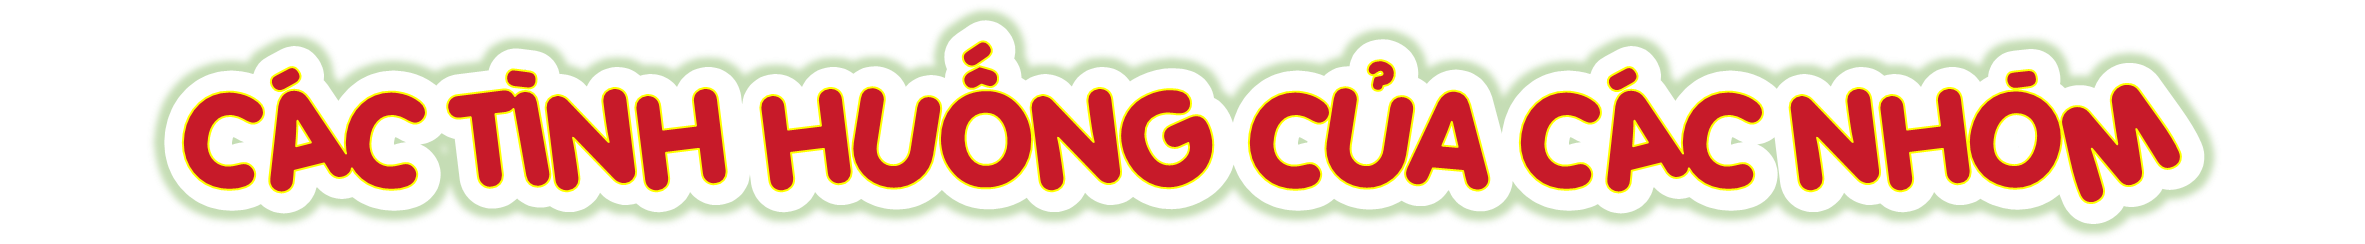 CÁC TÌNH HUỐNG CỦA CÁC NHÓM